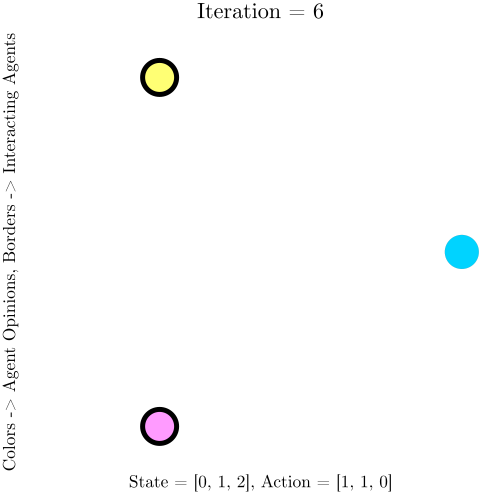 Iteration = 6
Colors -> Agent Opinions, Borders -> Interacting Agents
State = [0, 1, 2], Action = [1, 1, 0]